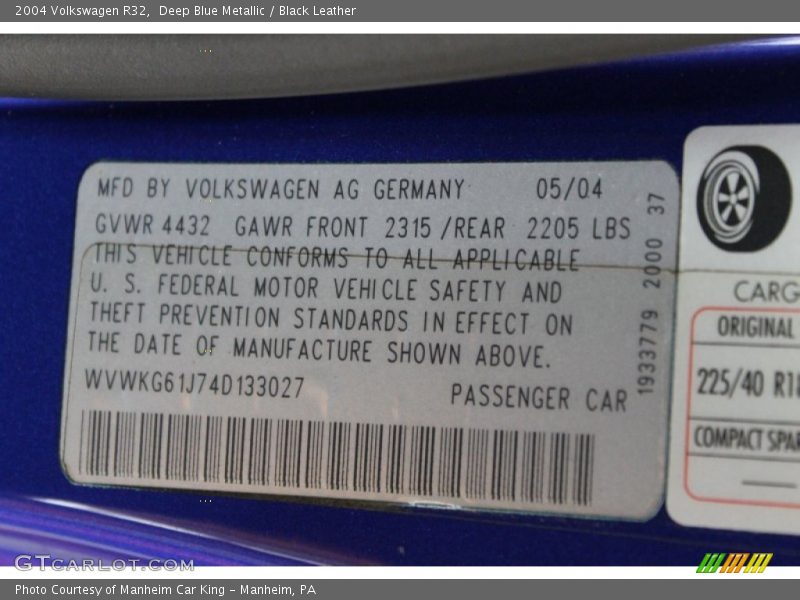 2004 Volkswagen R32, Deep Blue Metallic / Black Leather
MFD BY VOLKSWAGEN AG GERMANY 05/04
GVWR 4432 GAWR FRONT 2315 /REAR 2205 LBS
THIS VEHICLE CONFORMS TO ALL APPLICABLE
U. S. FEDERAL MOTOR VEHICLE SAFETY AND
THEFT PREVENTION STANDARDS IN EFFECT ON
THE DATE OF MANUFACTURE SHOWN ABOVE.
WVWKG61J74D133027 PASSENGER CAR
1933779 2000 37
CARG
ORIGINAL
225/40 R18
COMPACT SPAR
GTCARLOT.COM
Photo Courtesy of Manheim Car King - Manheim, PA